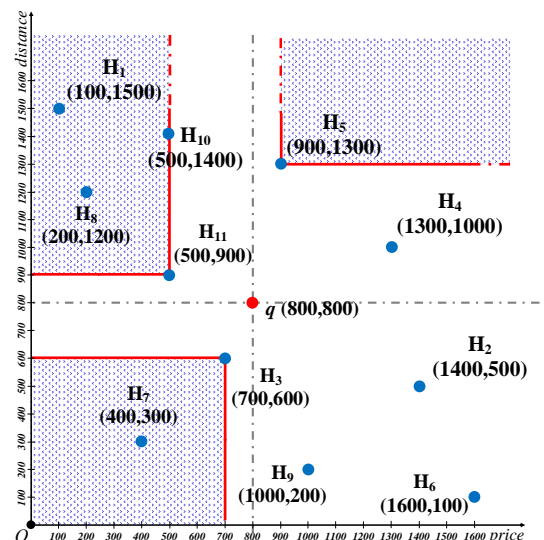 distance
1600
1500
1400
1300
1200
1100
1000
900
800
700
600
500
400
300
200
100
H1
(100,1500)
H10
(500,1400)
H5
(900,1300)
H8
(200,1200)
H4
(1300,1000)
H11
(500,900)
q (800,800)
H3
(700,600)
H2
(1400,500)
H7
(400,300)
H9
(1000,200)
H6
(1600,100)
O 100 200 300 400 500 600 700 800 900 1000 1100 1200 1300 1400 1500 1600 price